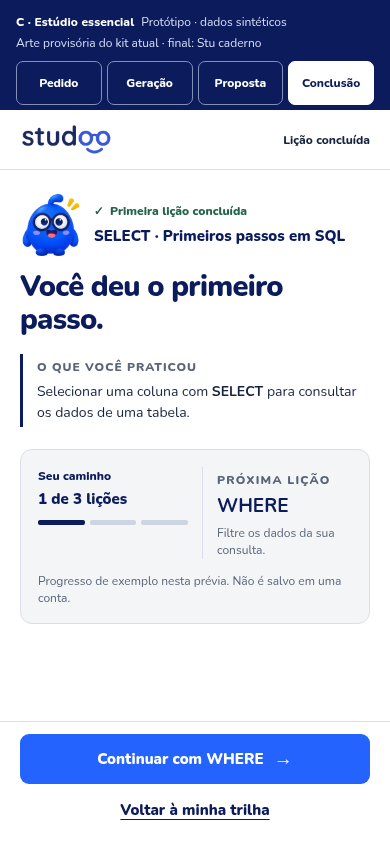 C · Estúdio essencial Protótipo · dados sintéticos
Arte provisória do kit atual · final: Stu caderno
Pedido
Geração
Proposta
Conclusão
studoo
Lição concluída
✓ Primeira lição concluída
SELECT · Primeiros passos em SQL
Você deu o primeiro
passo.
O QUE VOCÊ PRATICOU
Selecionar uma coluna com SELECT para consultar
os dados de uma tabela.
Seu caminho
1 de 3 lições
PRÓXIMA LIÇÃO
WHERE
Filtre os dados da sua
consulta.
Progresso de exemplo nesta prévia. Não é salvo em uma
conta.
Continuar com WHERE →
Voltar à minha trilha